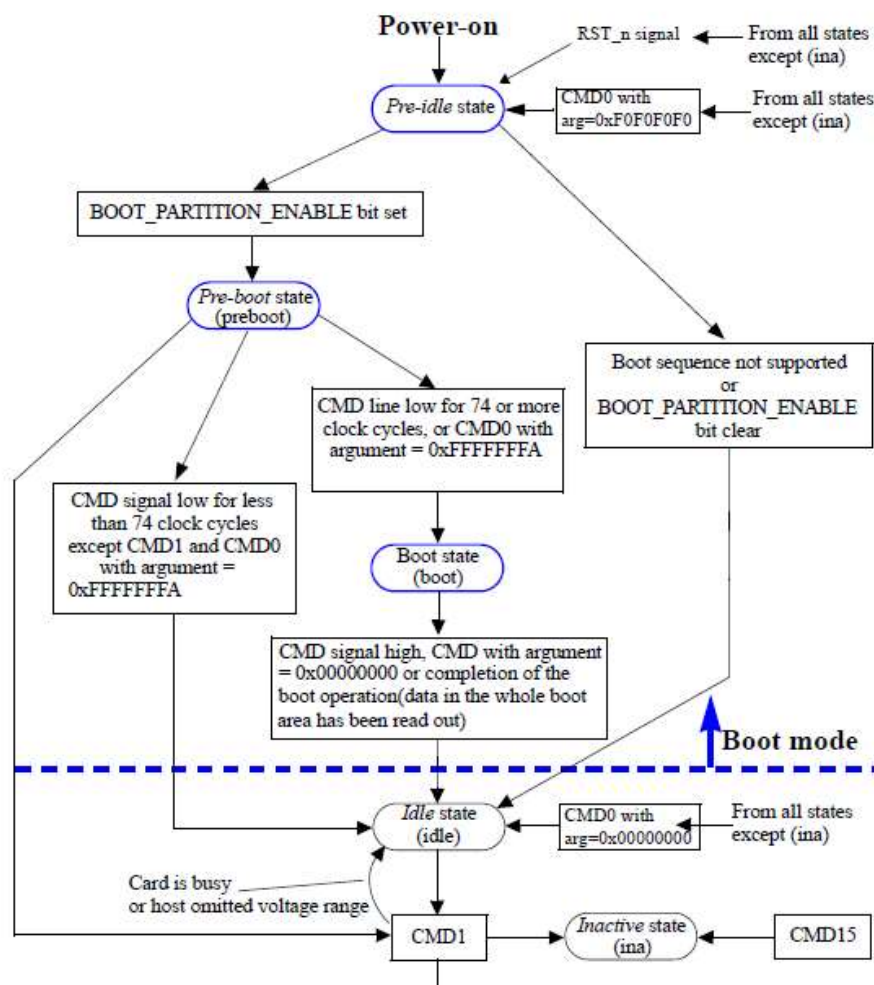 Power-on
RST_n signal
From all states
except (ina)
Pre-idle state
CMD0 with
arg=0xF0F0F0F0
From all states
except (ina)
BOOT_PARTITION_ENABLE bit set
Pre-boot state
(preboot)
Boot sequence not supported
or
BOOT_PARTITION_ENABLE
bit clear
CMD line low for 74 or more
clock cycles, or CMD0 with
argument = 0xFFFFFFFA
CMD signal low for less
than 74 clock cycles
except CMD1 and CMD0
with argument =
0xFFFFFFFA
Boot state
(boot)
CMD signal high, CMD with argument
= 0x00000000 or completion of the
boot operation(data in the whole boot
area has been read out)
Boot mode
Idle state
(idle)
CMD0 with
arg=0x00000000
From all states
except (ina)
Card is busy
or host omitted voltage range
CMD1
Inactive state
(ina)
CMD15